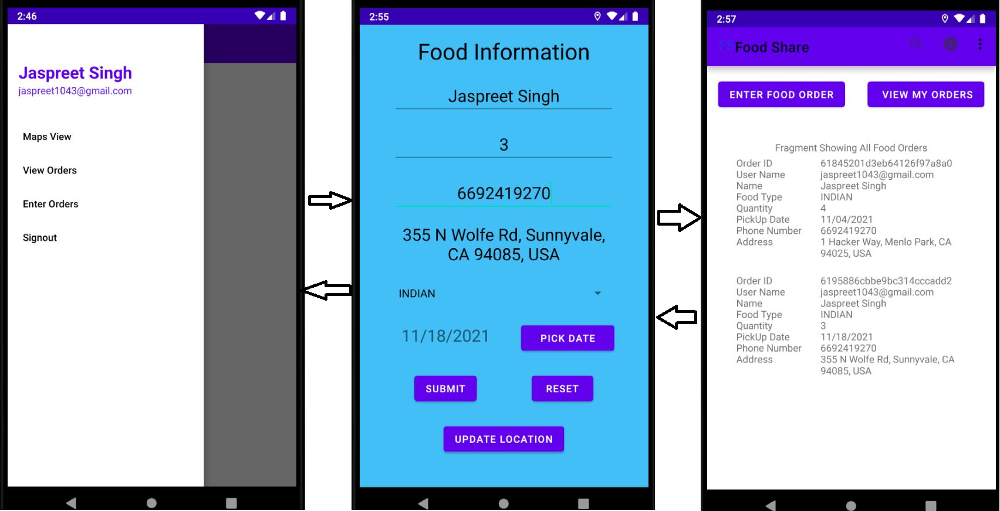 2:46
Jaspreet Singh
jaspreet1043@gmail.com
Maps View
View Orders
Enter Orders
Signout
2:55
Food Information
Jaspreet Singh
3
6692419270
355 N Wolfe Rd, Sunnyvale,
CA 94085, USA
INDIAN
11/18/2021 PICK DATE
SUBMIT RESET
UPDATE LOCATION
2:57
FS Food Share
ENTER FOOD ORDER VIEW MY ORDERS
Fragment Showing All Food Orders
Order ID 61845201d3eb64126f97a8a0
User Name jaspreet1043@gmail.com
Name Jaspreet Singh
Food Type INDIAN
Quantity 4
PickUp Date 11/04/2021
Phone Number 6692419270
Address 1 Hacker Way, Menlo Park, CA
94025, USA
Order ID 6195886cbbe9bc314cccadd2
User Name jaspreet1043@gmail.com
Name Jaspreet Singh
Food Type INDIAN
Quantity 3
PickUp Date 11/18/2021
Phone Number 6692419270
Address 355 N Wolfe Rd, Sunnyvale, CA
94085, USA